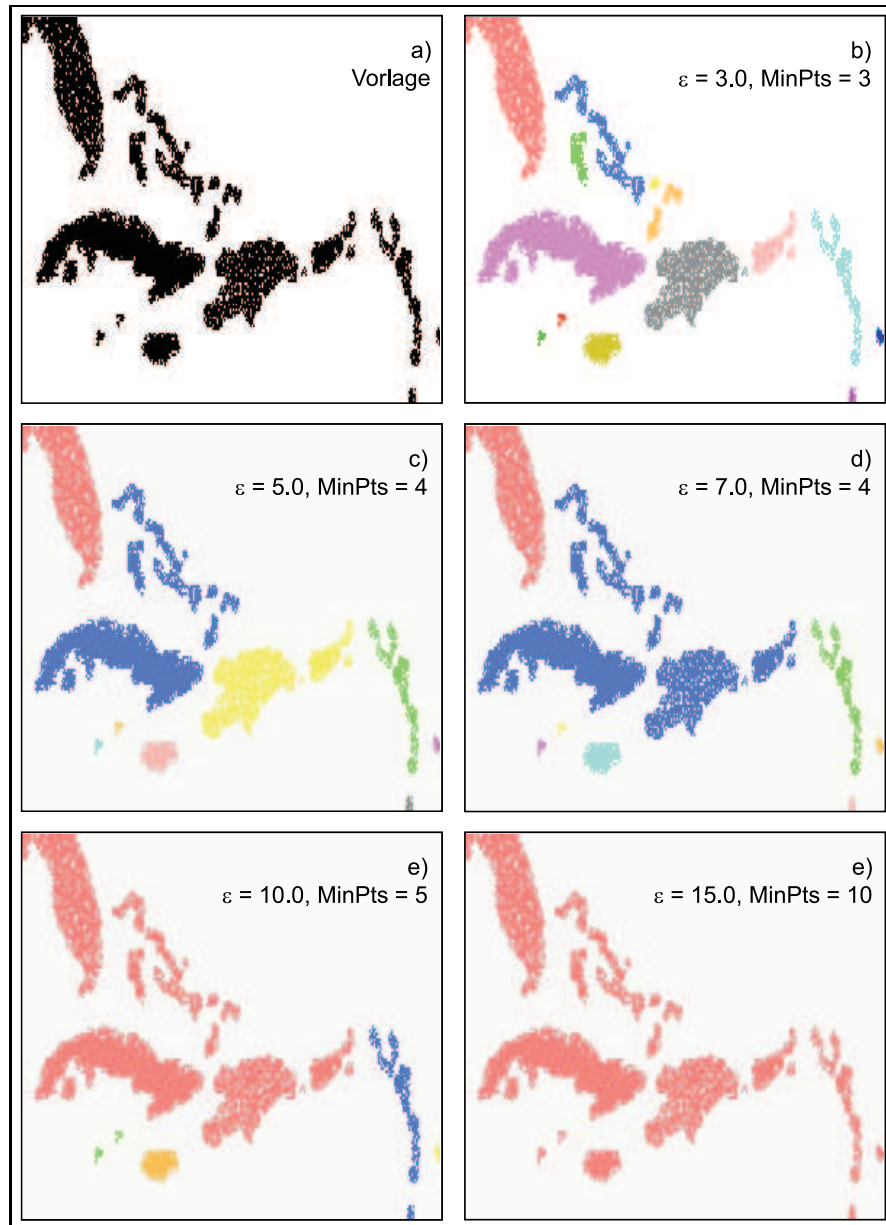 a)
Vorlage
b)
ε = 3.0, MinPts = 3
c)
ε = 5.0, MinPts = 4
d)
ε = 7.0, MinPts = 4
e)
ε = 10.0, MinPts = 5
e)
ε = 15.0, MinPts = 10